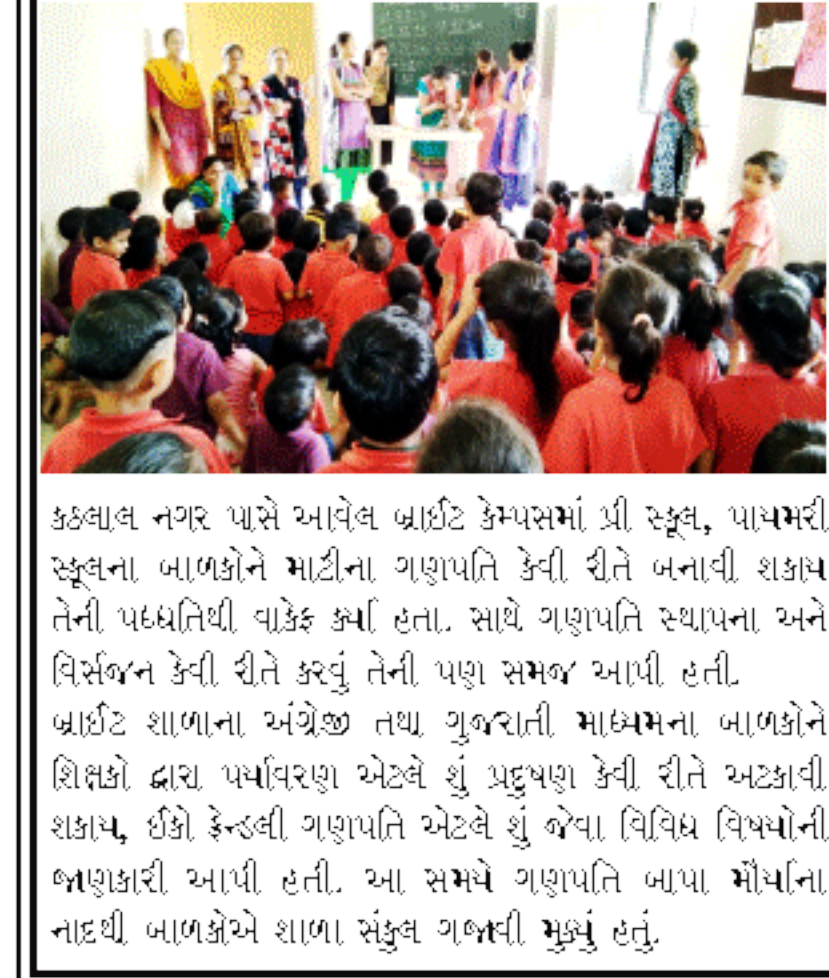 કઠલાલ નગર પાસે આવેલ બ્રાઈટ કેમ્પસમાં પ્રી સ્કૂલ, પાયમરી
સ્કૂલના બાળકોને માટીના ગણપતિ કેવી રીતે બનાવી શકાય
તેની પધ્ધતિથી વાકેફ કર્યા હતા. સાથે ગણપતિ સ્થાપના અને
વિર્સજન કેવી રીતે કરવું તેની પણ સમજ આપી હતી.
બ્રાઈટ શાળાના અંગ્રેજી તથા ગુજરાતી માધ્યમના બાળકોને
શિક્ષકો દ્વારા પર્યાવરણ એટલે શું પ્રદુષણ કેવી રીતે અટકાવી
શકાય, ઈકો ફ્રેન્ડલી ગણપતિ એટલે શું જેવા વિવિધ વિષયોની
જાણકારી આપી હતી. આ સમયે ગણપતિ બાપા મૌર્યાના
નાદથી બાળકોએ શાળા સંકુલ ગજાવી મુક્યું હતું.